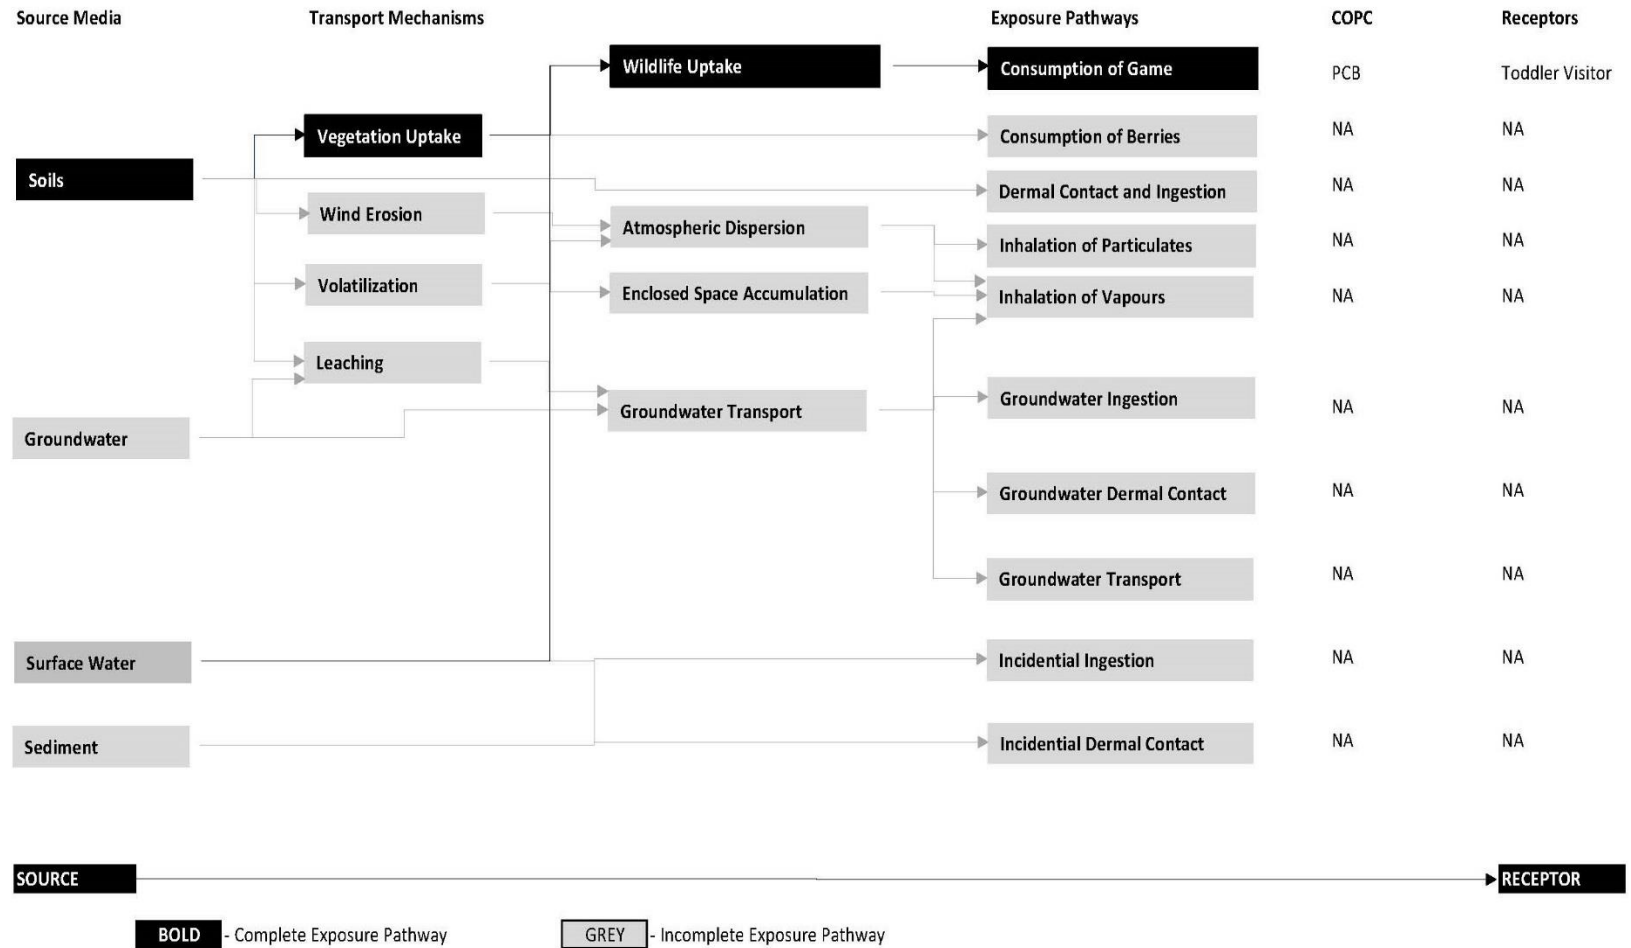 Source Media Transport Mechanisms Exposure Pathways COPC Receptors
Wildlife Uptake Consumption of Game PCB Toddler Visitor
Vegetation Uptake Consumption of Berries NA NA
Soils Dermal Contact and Ingestion NA NA
Wind Erosion Atmospheric Dispersion Inhalation of Particulates NA NA
Volatilization Enclosed Space Accumulation Inhalation of Vapours NA NA
Leaching
Groundwater Transport Groundwater Ingestion NA NA
Groundwater
Groundwater Dermal Contact NA NA
Groundwater Transport NA NA
Surface Water Incidential Ingestion NA NA
Sediment Incidential Dermal Contact NA NA
SOURCE RECEPTOR
BOLD - Complete Exposure Pathway GREY - Incomplete Exposure Pathway